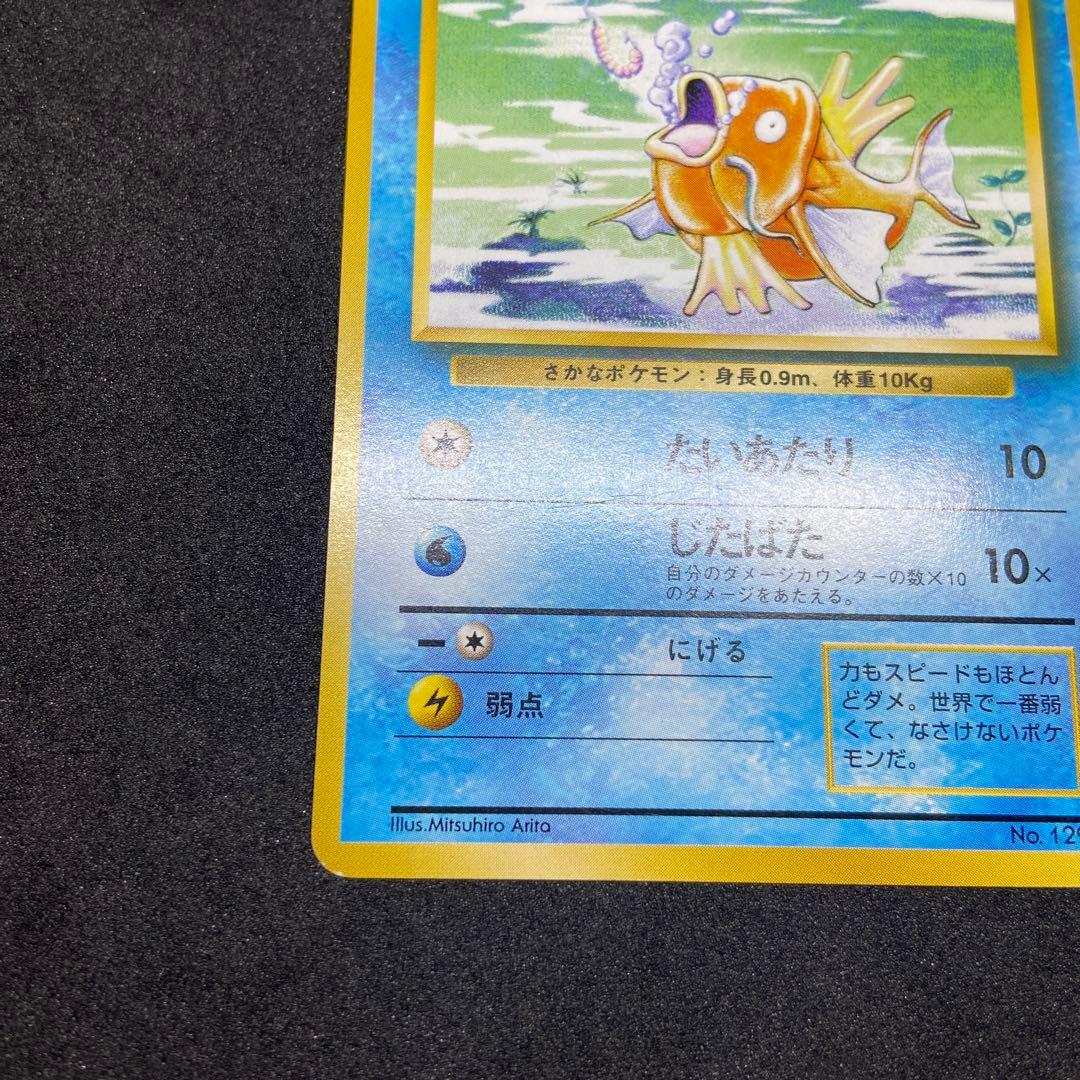 さかなポケモン：身長0.9m、体重10Kg
たいあたり 10
じたばた 10×
自分のダメージカウンターの数×10
のダメージをあたえる。
にげる
弱点
力もスピードもほとん
どダメ。世界で一番弱
くて、なさけないポケ
モンだ。
Illus.Mitsuhiro Arita
No. 129